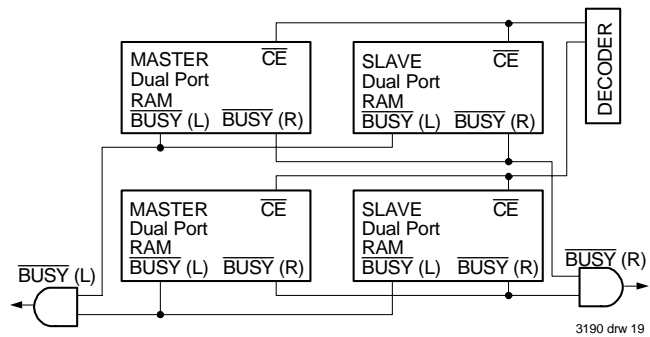 MASTER CE
Dual Port
RAM
BUSY (L) BUSY (R)
SLAVE CE
Dual Port
RAM
BUSY (L) BUSY (R)
DECODER
MASTER CE
Dual Port
RAM
BUSY (L) BUSY (R)
SLAVE CE
Dual Port
RAM
BUSY (L) BUSY (R)
BUSY (L)
BUSY (R)
3190 drw 19